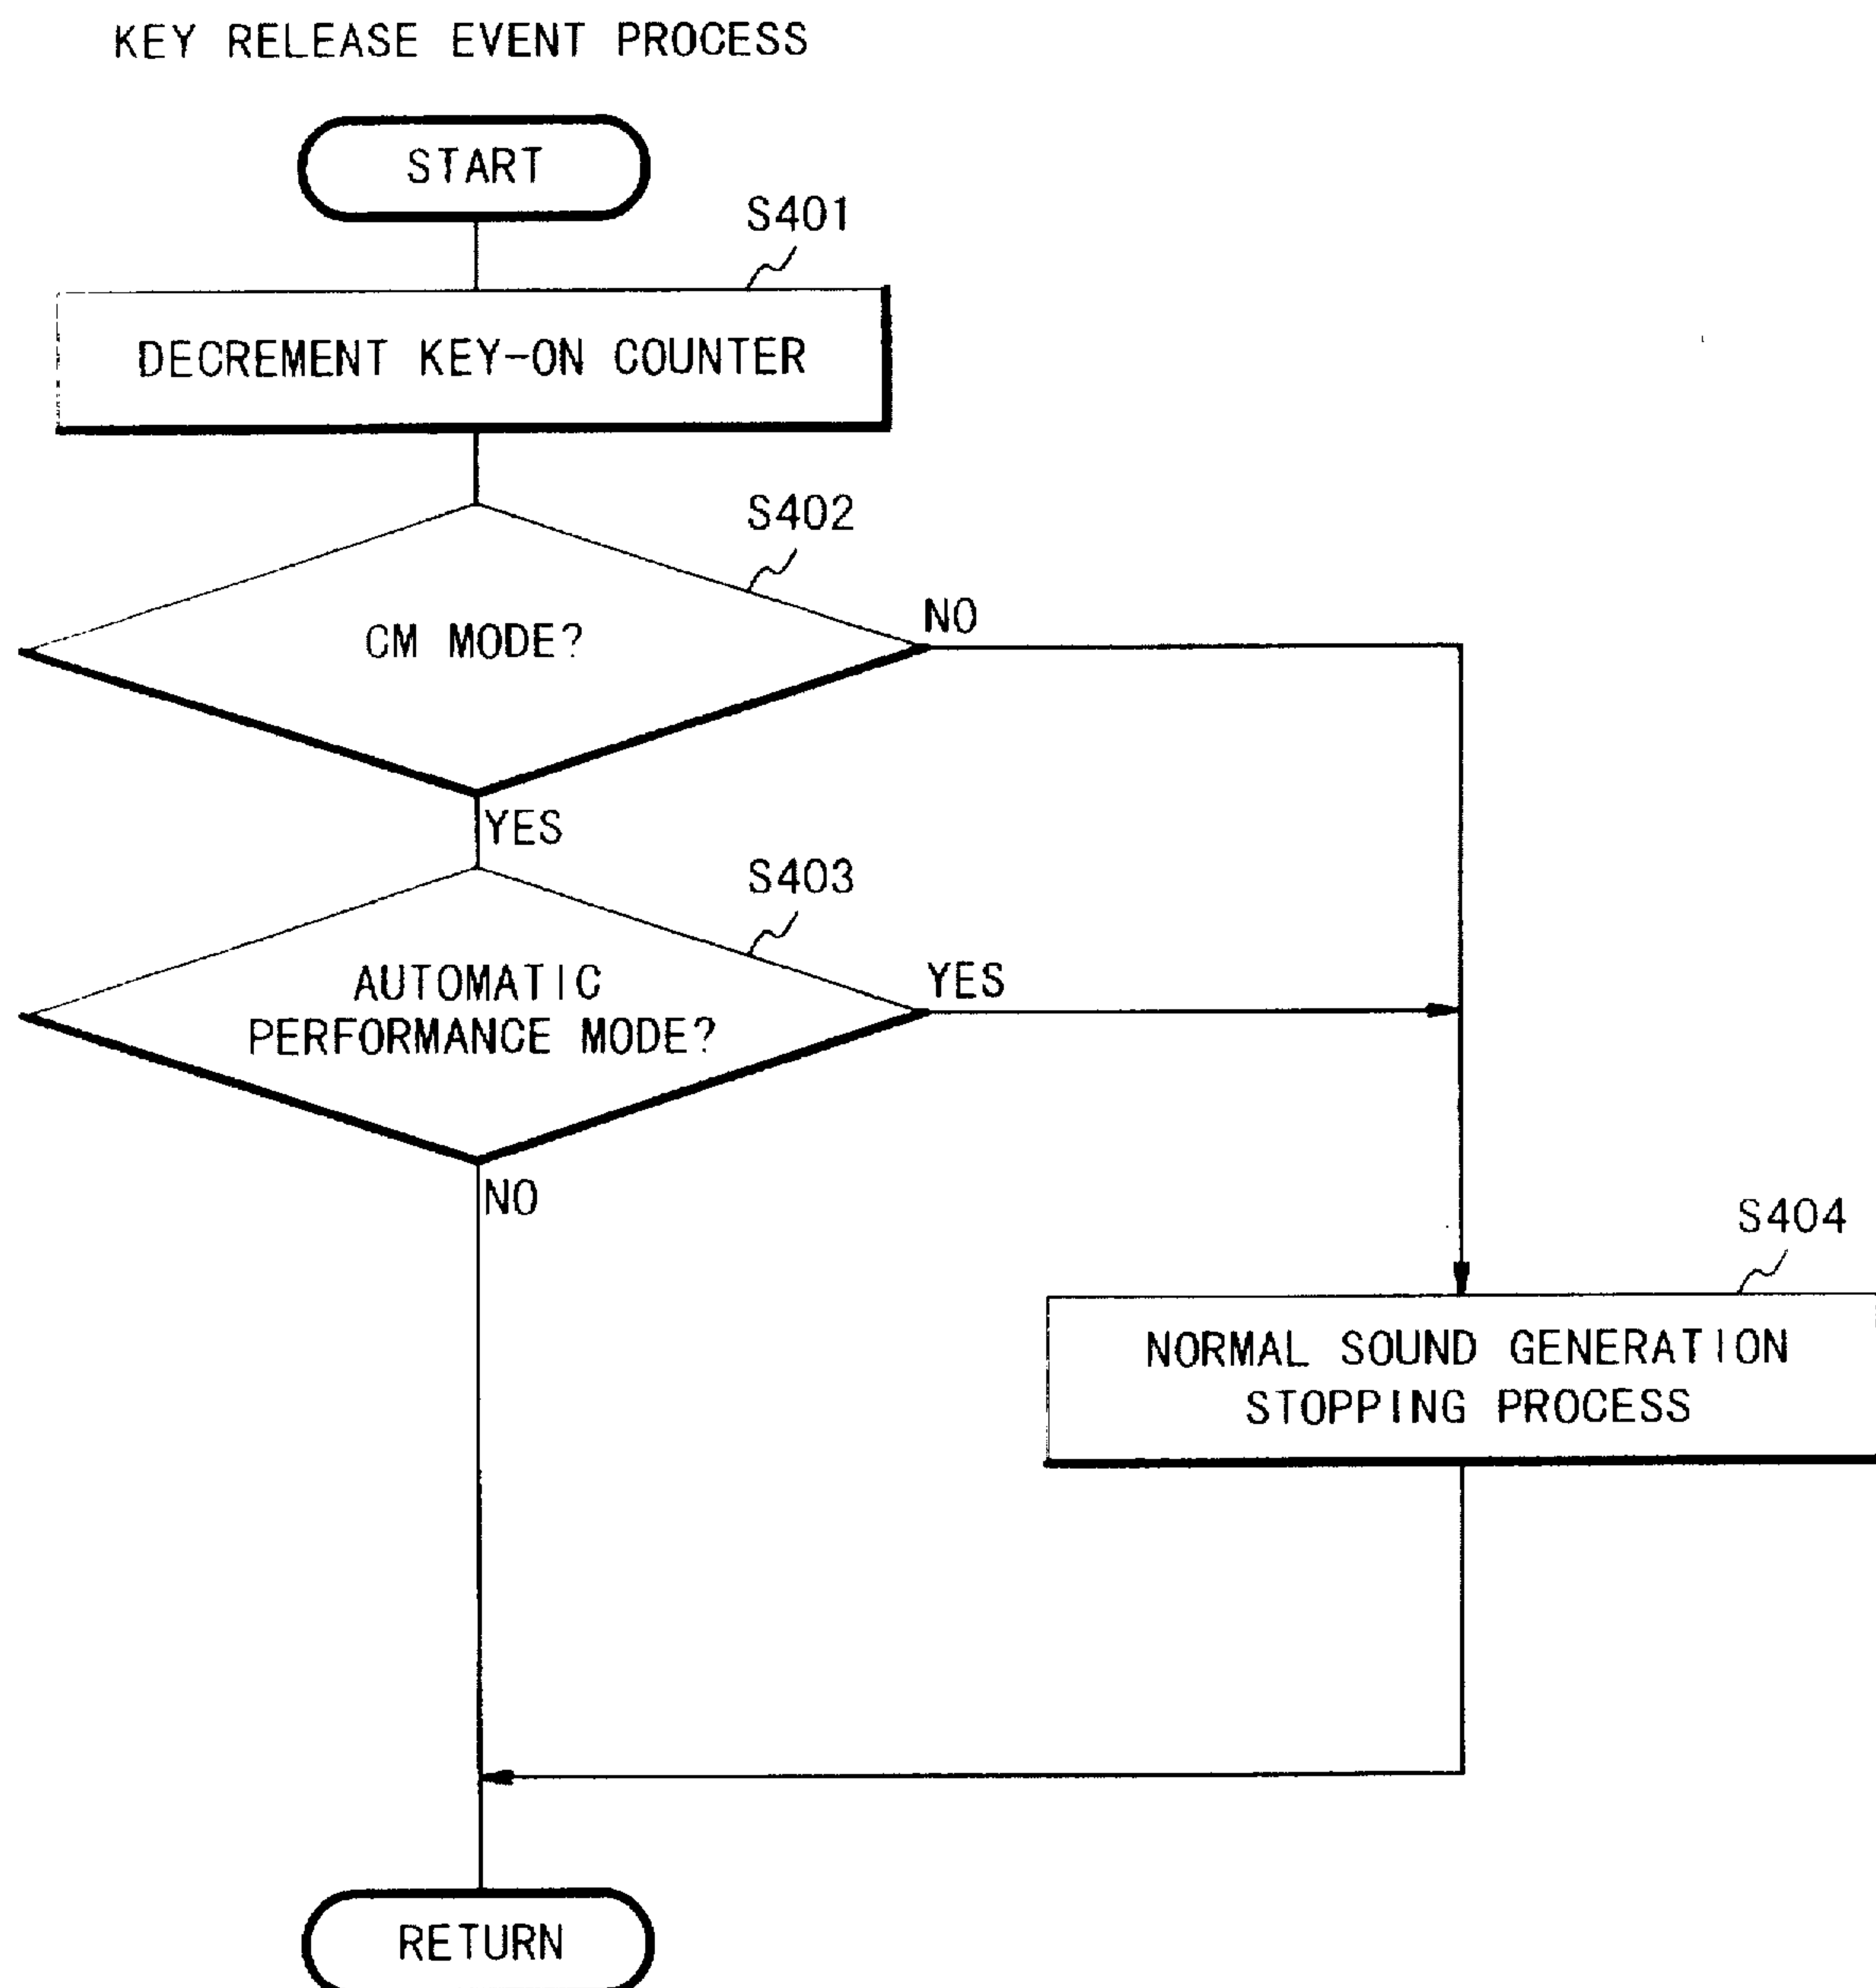 KEY RELEASE EVENT PROCESS
START
S401
DECREMENT KEY-ON COUNTER
S402
CM MODE?
NO
YES
S403
AUTOMATIC
PERFORMANCE MODE?
YES
NO
S404
NORMAL SOUND GENERATION
STOPPING PROCESS
RETURN